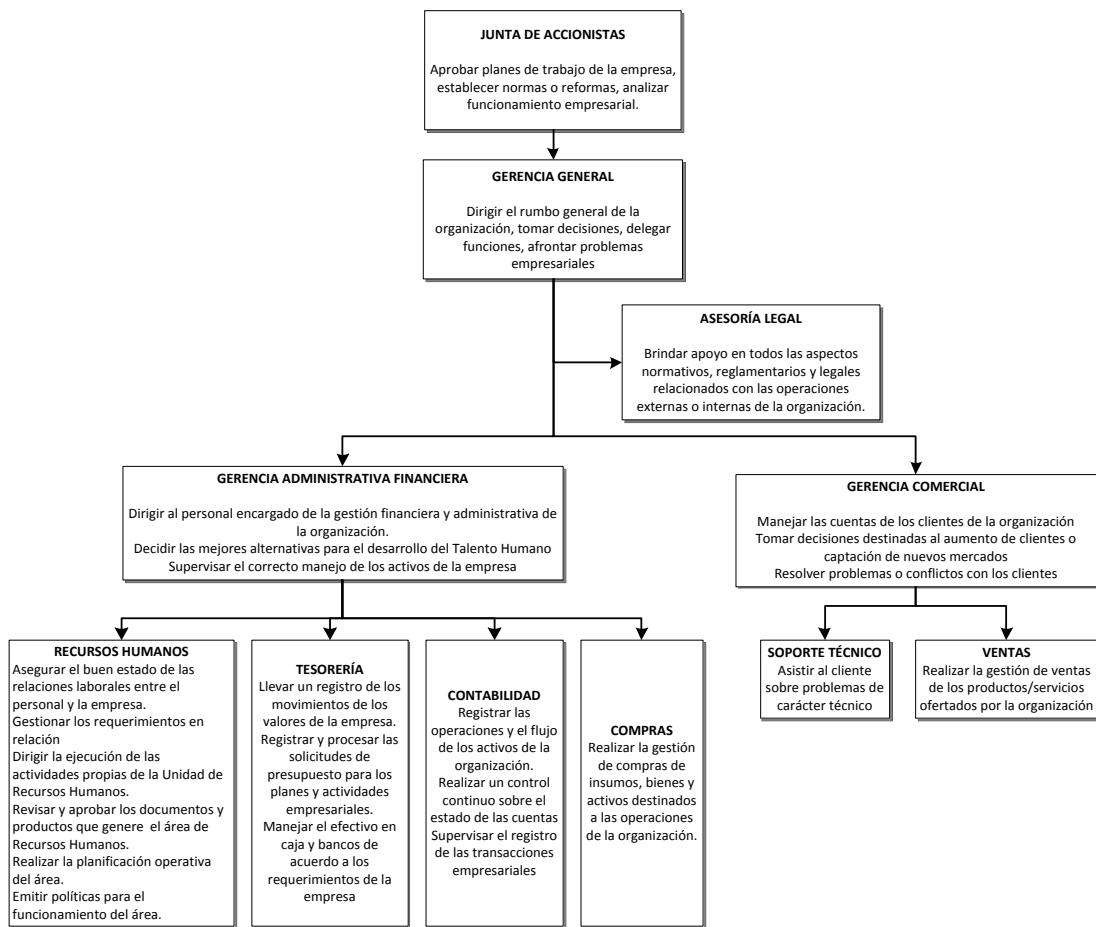 JUNTA DE ACCIONISTAS
Aprobar planes de trabajo de la empresa,
establecer normas o reformas, analizar
funcionamiento empresarial.
GERENCIA GENERAL
Dirigir el rumbo general de la
organización, tomar decisiones, delegar
funciones, afrontar problemas
empresariales
ASESORÍA LEGAL
Brindar apoyo en todos las aspectos
normativos, reglamentarios y legales
relacionados con las operaciones
externas o internas de la organización.
GERENCIA ADMINISTRATIVA FINANCIERA
Dirigir al personal encargado de la gestión financiera y administrativa de
la organización.
Decidir las mejores alternativas para el desarrollo del Talento Humano
Supervisar el correcto manejo de los activos de la empresa
GERENCIA COMERCIAL
Manejar las cuentas de los clientes de la organización
Tomar decisiones destinadas al aumento de clientes o
captación de nuevos mercados
Resolver problemas o conflictos con los clientes
RECURSOS HUMANOS
Asegurar el buen estado de las
relaciones laborales entre el
personal y la empresa.
Gestionar los requerimientos en
relación
Dirigir la ejecución de las
actividades propias de la Unidad de
Recursos Humanos.
Revisar y aprobar los documentos y
productos que genere el área de
Recursos Humanos.
Realizar la planificación operativa
del área.
Emitir políticas para el
funcionamiento del área.
TESORERÍA
Llevar un registro de los
movimientos de los
valores de la empresa.
Registrar y procesar las
solicitudes de
presupuesto para los
planes y actividades
empresariales.
Manejar el efectivo en
caja y bancos de
acuerdo a los
requerimientos de la
empresa
CONTABILIDAD
Registrar las
operaciones y el flujo
de los activos de la
organización.
Realizar un control
continuo sobre el
estado de las cuentas
Supervisar el registro
de las transacciones
empresariales
COMPRAS
Realizar la gestión
de compras de
insumos, bienes y
activos destinados
a las operaciones
de la organización.
SOPORTE TÉCNICO
Asistir al cliente
sobre problemas de
carácter técnico
VENTAS
Realizar la gestión de ventas
de los productos/servicios
ofertados por la organización